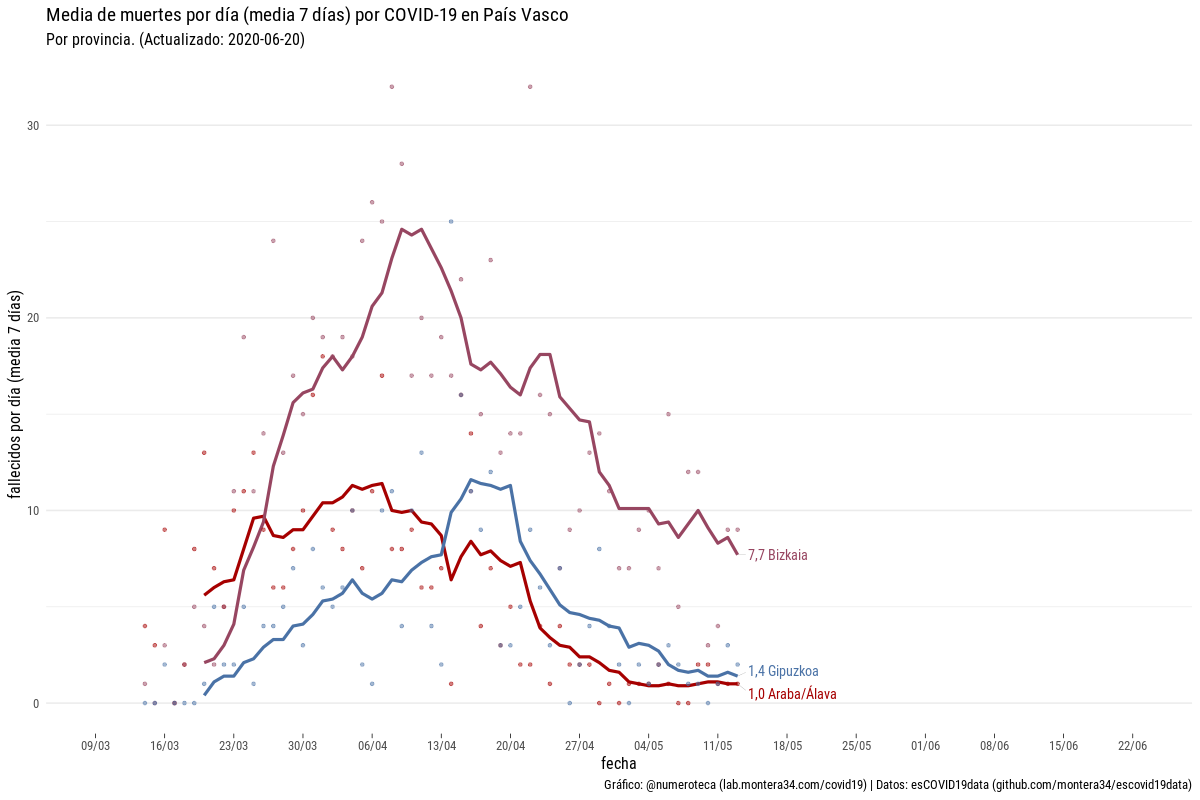 Media de muertes por día (media 7 días) por COVID-19 en País Vasco
Por provincia. (Actualizado: 2020-06-20)
fallecidos por día (media 7 días)
30
20
10
0
7,7 Bizkaia
1,4 Gipuzkoa
1,0 Araba/Álava
09/03 16/03 23/03 30/03 06/04 13/04 20/04 27/04 04/05 11/05 18/05 25/05 01/06 08/06 15/06 22/06
fecha
Gráfico: @numeroteca (lab.montera34.com/covid19) | Datos: esCOVID19data (github.com/montera34/escovid19data)